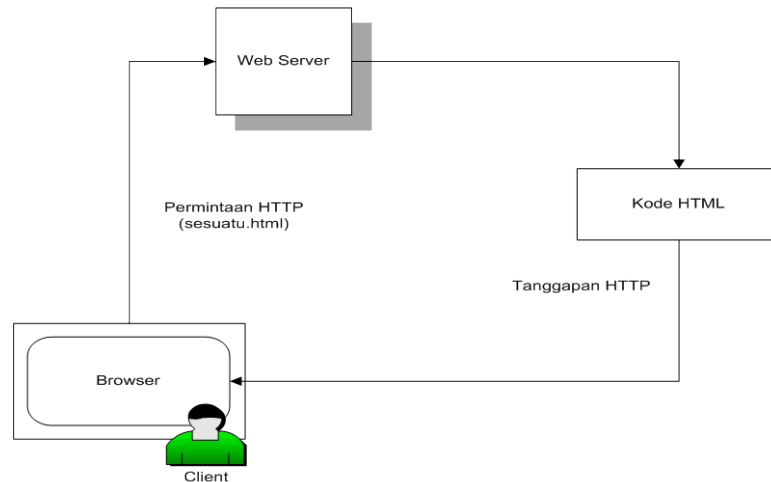 Web Server
Permintaan HTTP
(sesuatu.html)
Kode HTML
Tanggapan HTTP
Browser
Client